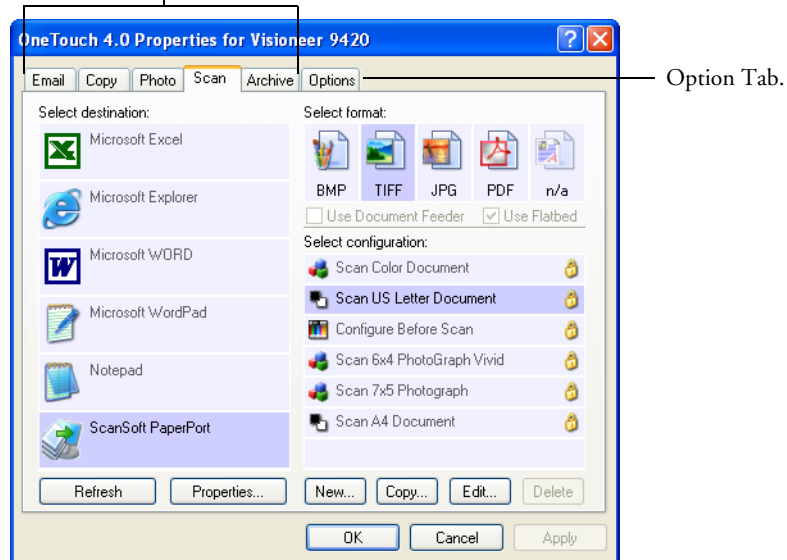 OneTouch 4.0 Properties for Visioneer 9420
Email Copy Photo Scan Archive Options
Option Tab.
Select destination:
Microsoft Excel
Microsoft Explorer
Microsoft WORD
Microsoft WordPad
Notepad
ScanSoft PaperPort
Refresh Properties...
Select format:
BMP TIFF JPG PDF n/a
Use Document Feeder Use Flatbed
Select configuration:
Scan Color Document
Scan US Letter Document
Configure Before Scan
Scan 6x4 PhotoGraph Vivid
Scan 7x5 Photograph
Scan A4 Document
New... Copy... Edit... Delete
OK Cancel Apply